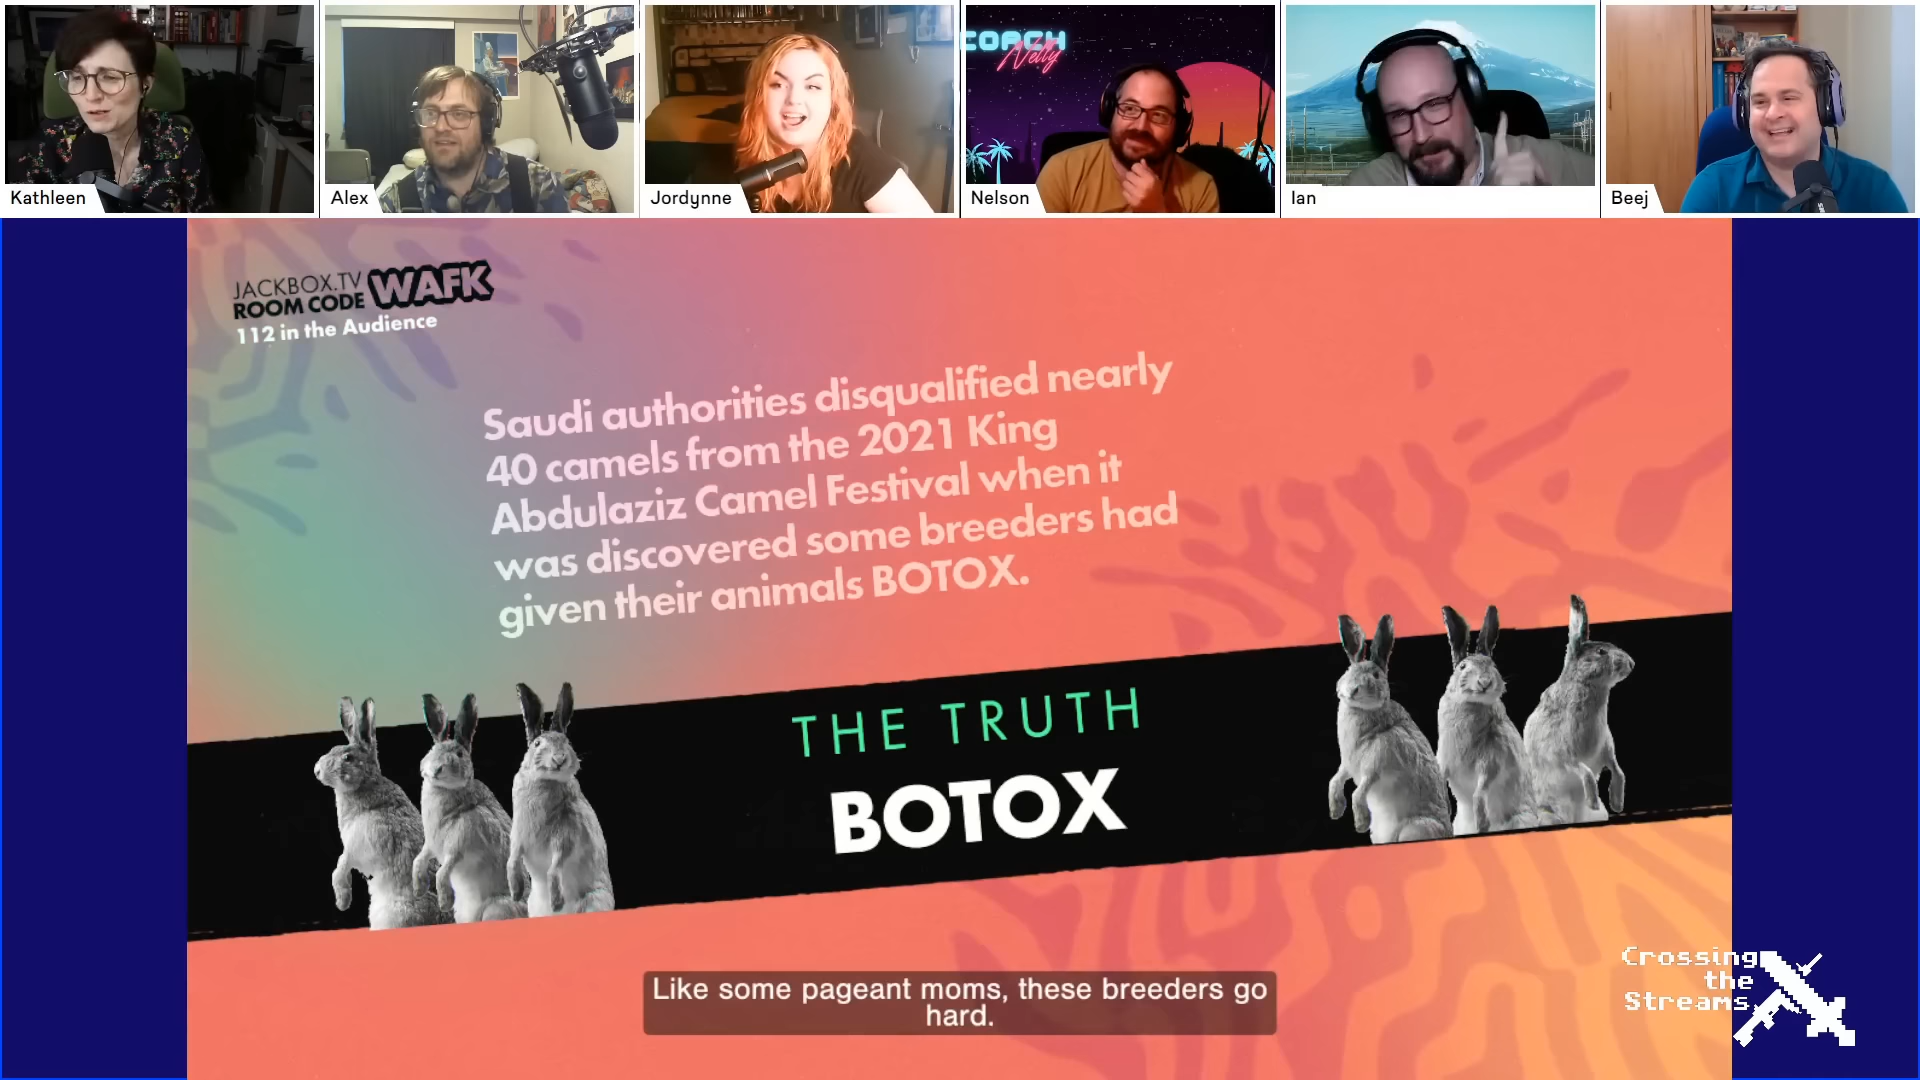 COACH
Nelly
Kathleen
Alex
Jordynne
Nelson
Ian
Beej
JACKBOX.TV
ROOM CODE WAFK
112 in the Audience
Saudi authorities disqualified nearly
40 camels from the 2021 King
Abdulaziz Camel Festival when it
was discovered some breeders had
given their animals BOTOX.
THE TRUTH
BOTOX
Like some pageant moms, these breeders go
hard.
Crossing
the
Streams